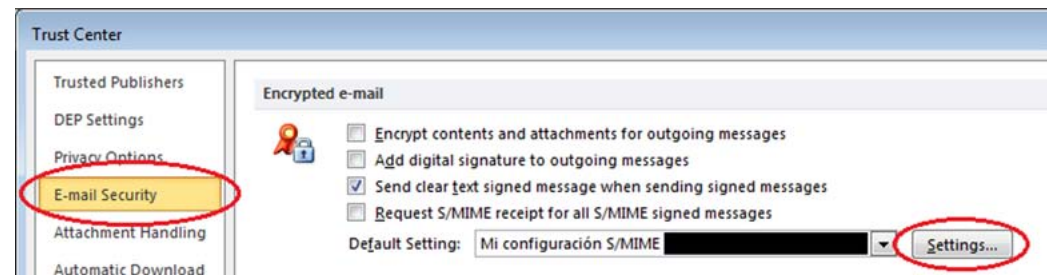 Trust Center
Trusted Publishers
DEP Settings
Privacy Options
E-mail Security
Attachment Handling
Automatic Download
Encrypted e-mail
Encrypt contents and attachments for outgoing messages
Add digital signature to outgoing messages
Send clear text signed message when sending signed messages
Request S/MIME receipt for all S/MIME signed messages
Default Setting: Mi configuración S/MIME Settings...